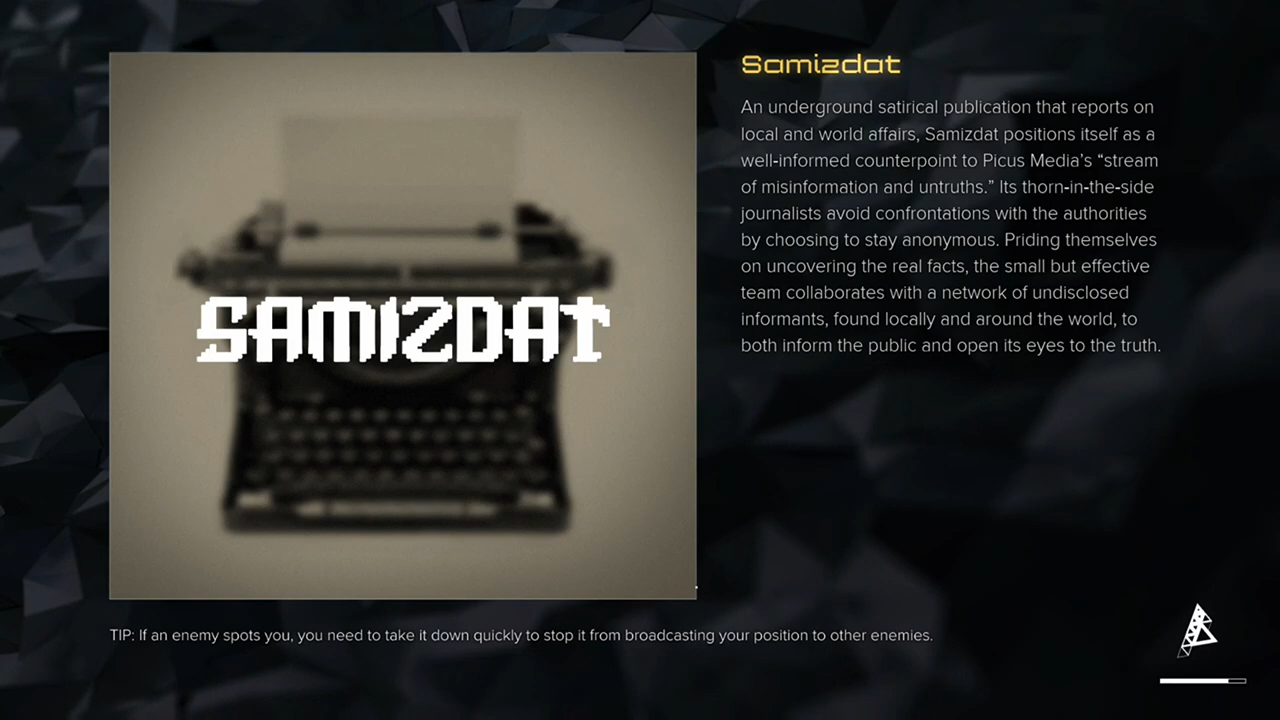 Samizdat
An underground satirical publication that reports on
local and world affairs, Samizdat positions itself as a
well-informed counterpoint to Picus Media's “stream
of misinformation and untruths.” Its thorn-in-the-side
journalists avoid confrontations with the authorities
by choosing to stay anonymous. Priding themselves
on uncovering the real facts, the small but effective
team collaborates with a network of undisclosed
informants, found locally and around the world, to
both inform the public and open its eyes to the truth.
SAMIZDAT
TIP: If an enemy spots you, you need to take it down quickly to stop it from broadcasting your position to other enemies.